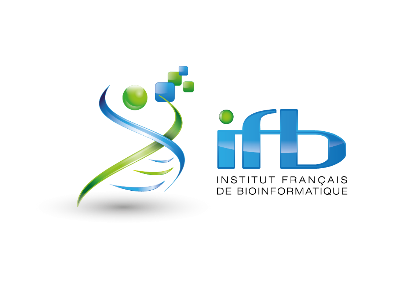 ifb
INSTITUT FRANÇAIS
DE BIOINFORMATIQUE